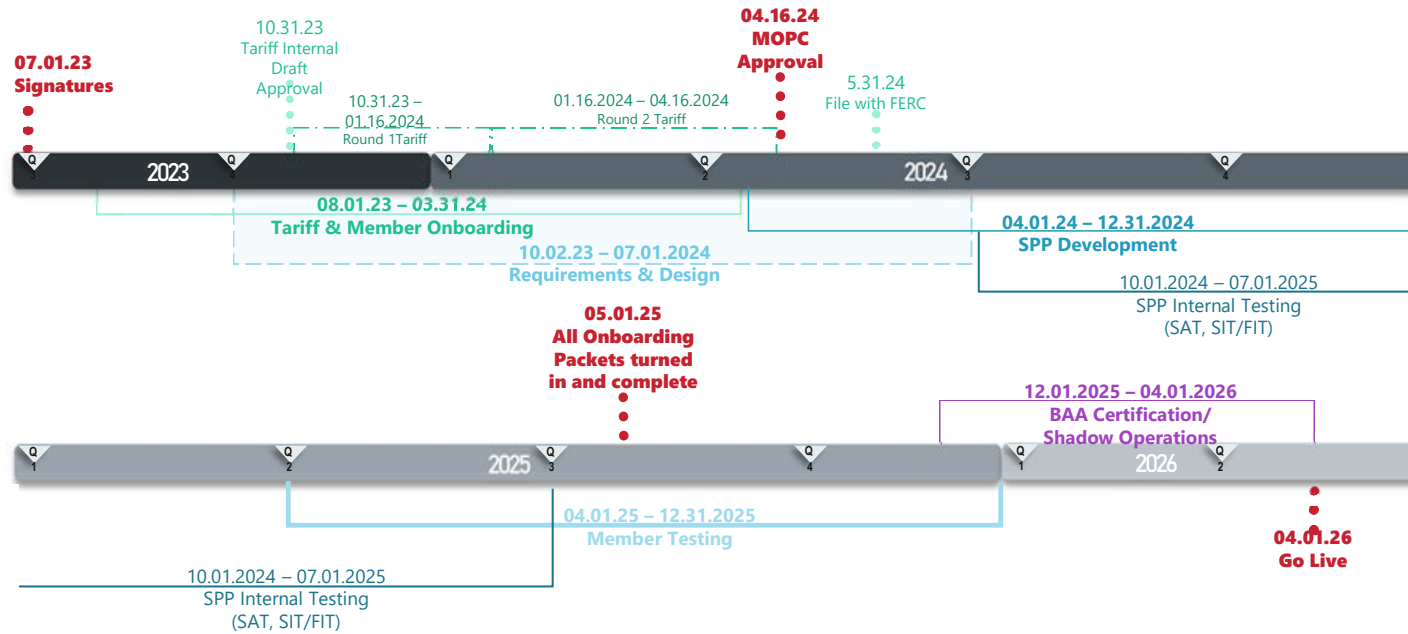 07.01.23
Signatures
10.31.23
Tariff Internal
Draft
Approval
10.31.23 –
01.16.2024
Round 1Tariff
01.16.2024 – 04.16.2024
Round 2 Tariff
04.16.24
MOPC
Approval
5.31.24
File with FERC
Q
3
2023
Q
4
Q
1
Q
2
2024
Q
3
Q
4
08.01.23 – 03.31.24
Tariff & Member Onboarding
10.02.23 – 07.01.2024
Requirements & Design
04.01.24 – 12.31.2024
SPP Development
10.01.2024 – 07.01.2025
SPP Internal Testing
(SAT, SIT/FIT)
05.01.25
All Onboarding
Packets turned
in and complete
12.01.2025 – 04.01.2026
BAA Certification/
Shadow Operations
Q
1
Q
2
2025
Q
3
Q
4
Q
1
2026
Q
2
04.01.25 – 12.31.2025
Member Testing
04.01.26
Go Live
10.01.2024 – 07.01.2025
SPP Internal Testing
(SAT, SIT/FIT)